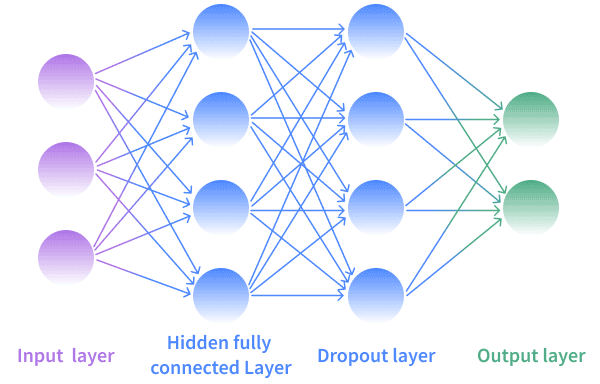 Input layer
Hidden fully
connected Layer
Dropout layer
Output layer